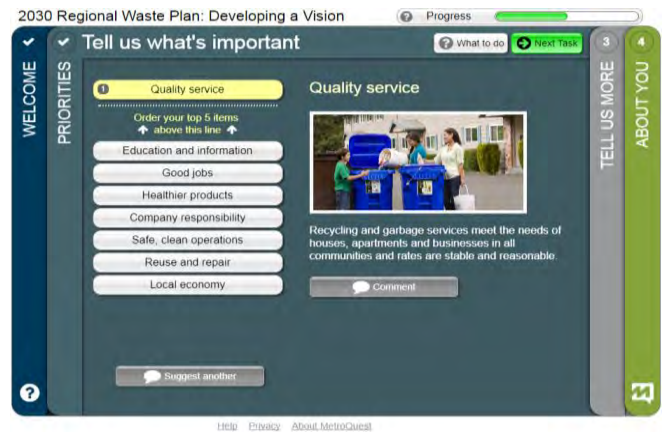 2030 Regional Waste Plan: Developing a Vision
? Progress
WELCOME
PRIORITIES
Tell us what's important
? What to do
Next Task
3
4
TELL US MORE
ABOUT YOU
1 Quality service
Order your top 5 items
above this line
Education and information
Good jobs
Healthier products
Company responsibility
Safe, clean operations
Reuse and repair
Local economy
Suggest another
Quality service
Recycling and garbage services meet the needs of
houses, apartments and businesses in all
communities and rates are stable and reasonable.
Comment
?
Help Privacy About MetroQuest